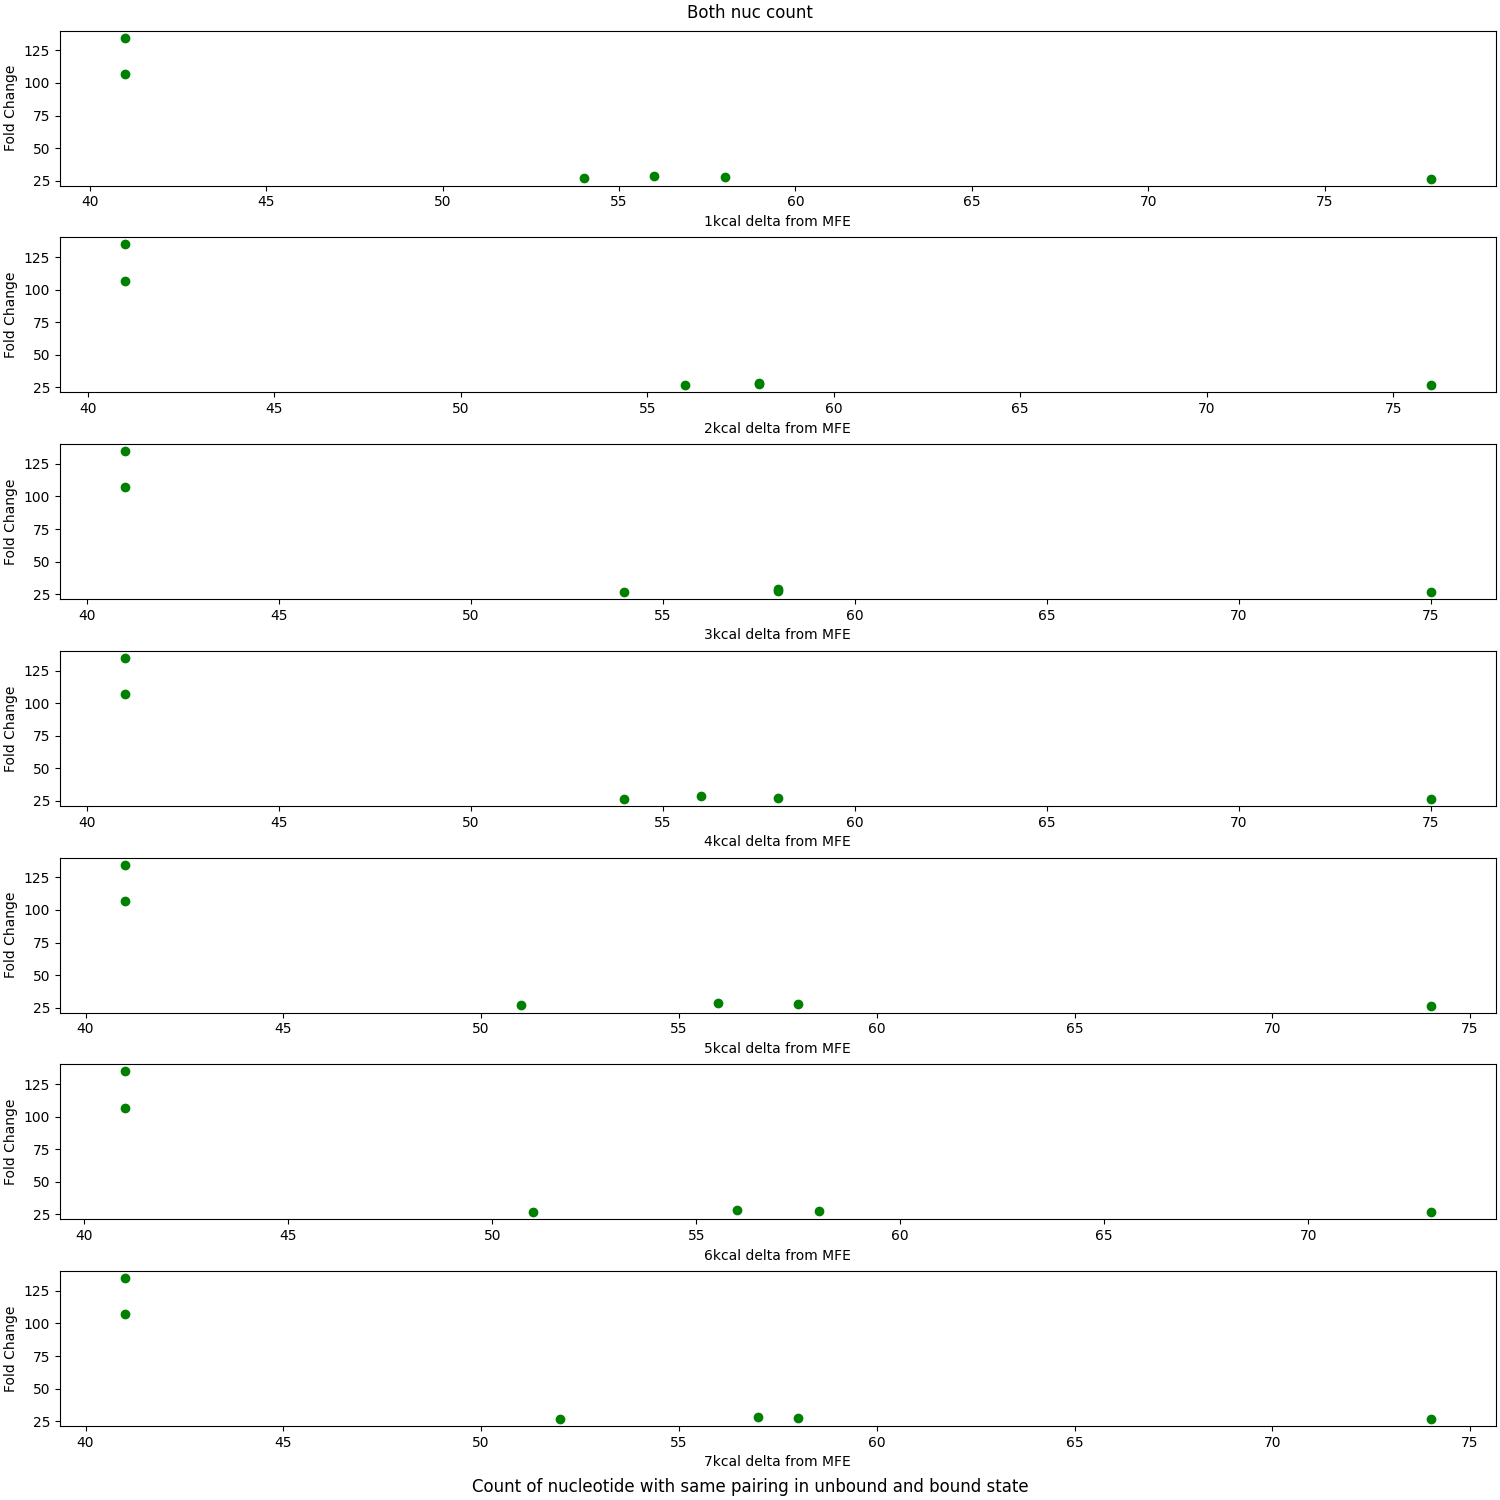 Both nuc count
Fold Change
125
100
75
50
25
40 45 50 55 60 65 70 75
1kcal delta from MFE
Fold Change
125
100
75
50
25
40 45 50 55 60 65 70 75
2kcal delta from MFE
Fold Change
125
100
75
50
25
40 45 50 55 60 65 70 75
3kcal delta from MFE
Fold Change
125
100
75
50
25
40 45 50 55 60 65 70 75
4kcal delta from MFE
Fold Change
125
100
75
50
25
40 45 50 55 60 65 70 75
5kcal delta from MFE
Fold Change
125
100
75
50
25
40 45 50 55 60 65 70
6kcal delta from MFE
Fold Change
125
100
75
50
25
40 45 50 55 60 65 70 75
7kcal delta from MFE
Count of nucleotide with same pairing in unbound and bound state